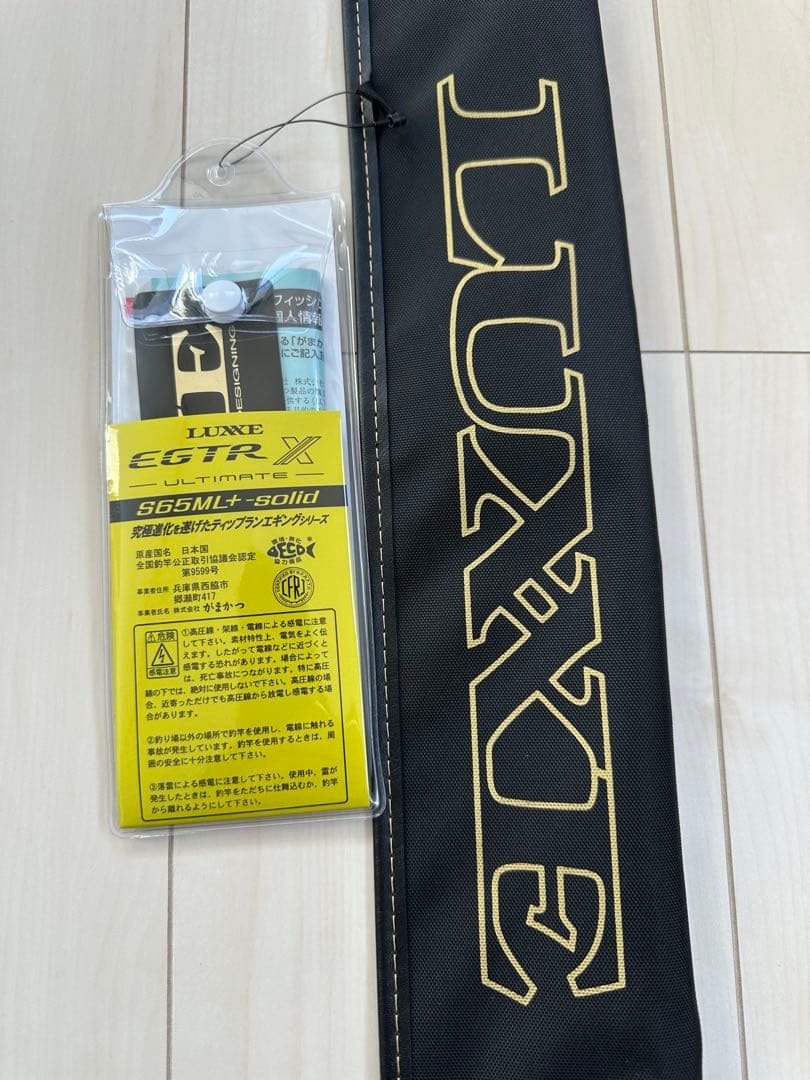 フィッシ
個人情報
る「がまか
にご記入
株式会社
つ製品の
DESIGNING
LUXXE
EGTR X
ULTIMATE
S65ML+-solid
究極進化を遂げたティップランエギングシリーズ
原産国名 日本国
全国釣竿公正取引協議会認定
第9599号
事業者住所 兵庫県西脇市
郷瀬町417
事業者氏名 株式会社 がまかつ
ECO
CFR
危険
感電注意
①高圧線・架線・電線による感電に注意
して下さい。素材特性上、電気をよく伝
えます。したがって電線などに近づくと
感電する恐れがあります。場合によって
は、死亡事故につながります。特に高圧
線の下では、絶対に使用しないで下さい。高圧線の場
合、近寄っただけでも高圧線から放電し感電する場
合があります。
②釣り場以外の場所で釣竿を使用し、電線に触れる
事故が発生しています。釣竿を使用するときは、周
囲の安全に十分注意して下さい。
③落雷による感電に注意して下さい。使用中、雷が
発生したときは、釣竿をただちに仕舞込むか、釣竿
から離れるようにして下さい。
LUXXE